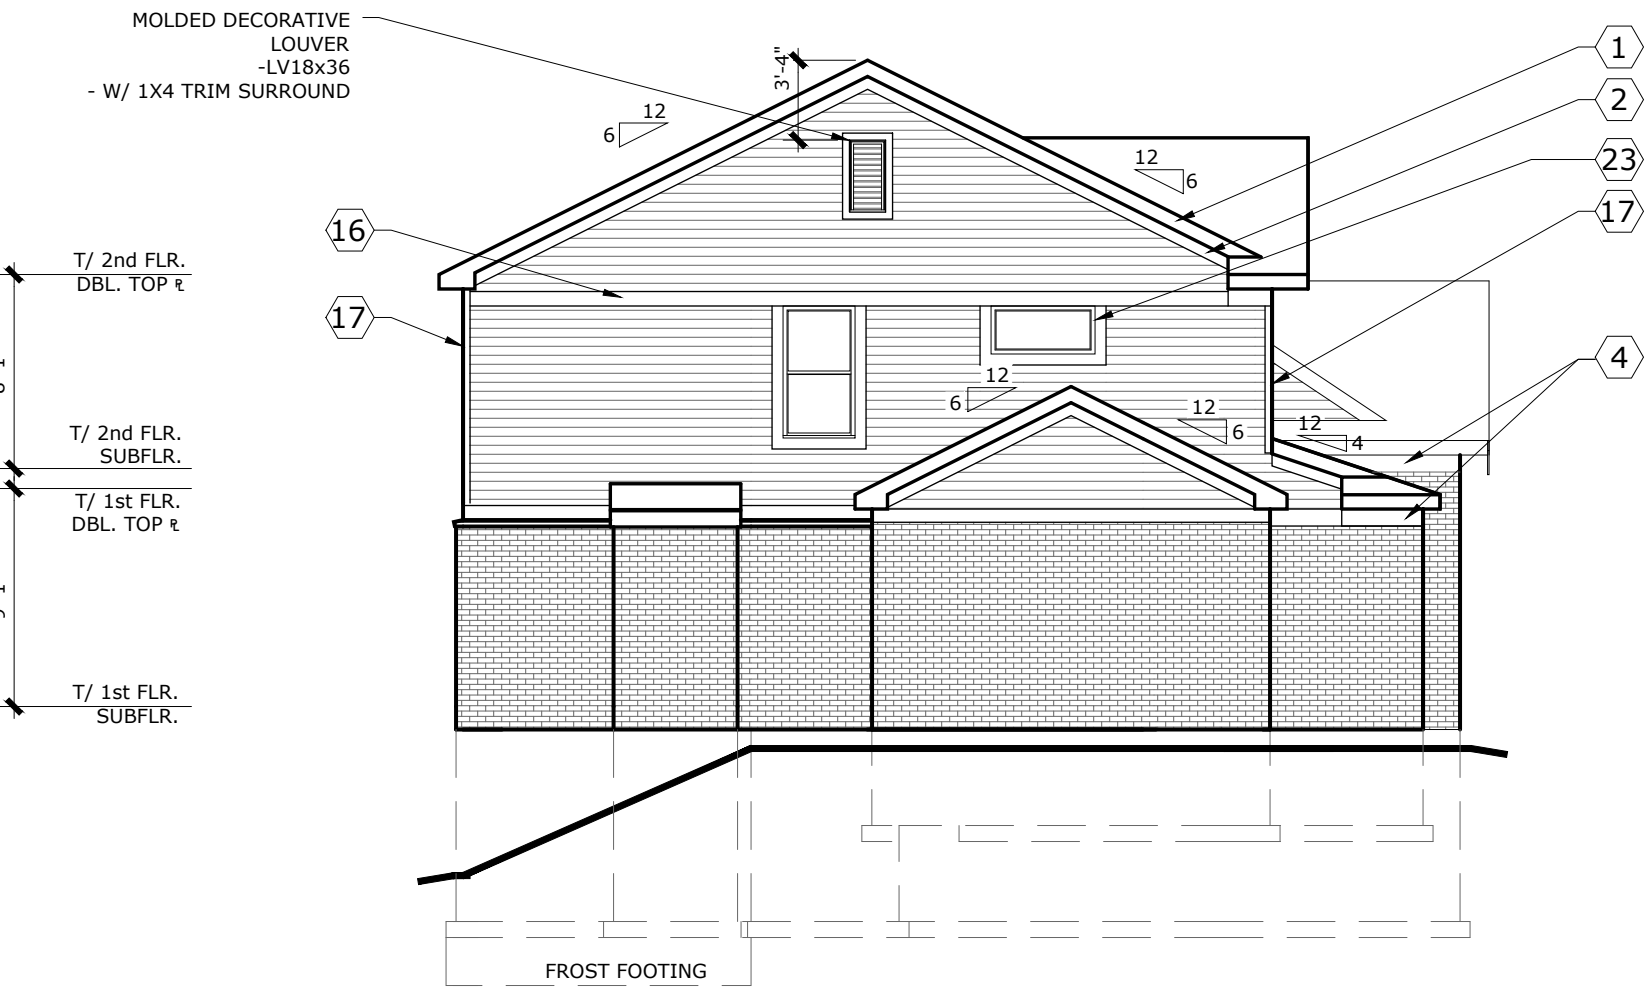 MOLDED DECORATIVE
LOUVER
-LV18x36
- W/ 1X4 TRIM SURROUND
3'-4"
1
2
23
17
4
12
6
12
6
16
17
T/ 2nd FLR.
DBL. TOP ⅊
T/ 2nd FLR.
SUBFLR.
T/ 1st FLR.
DBL. TOP ⅊
T/ 1st FLR.
SUBFLR.
12
6
12
6
12
4
FROST FOOTING